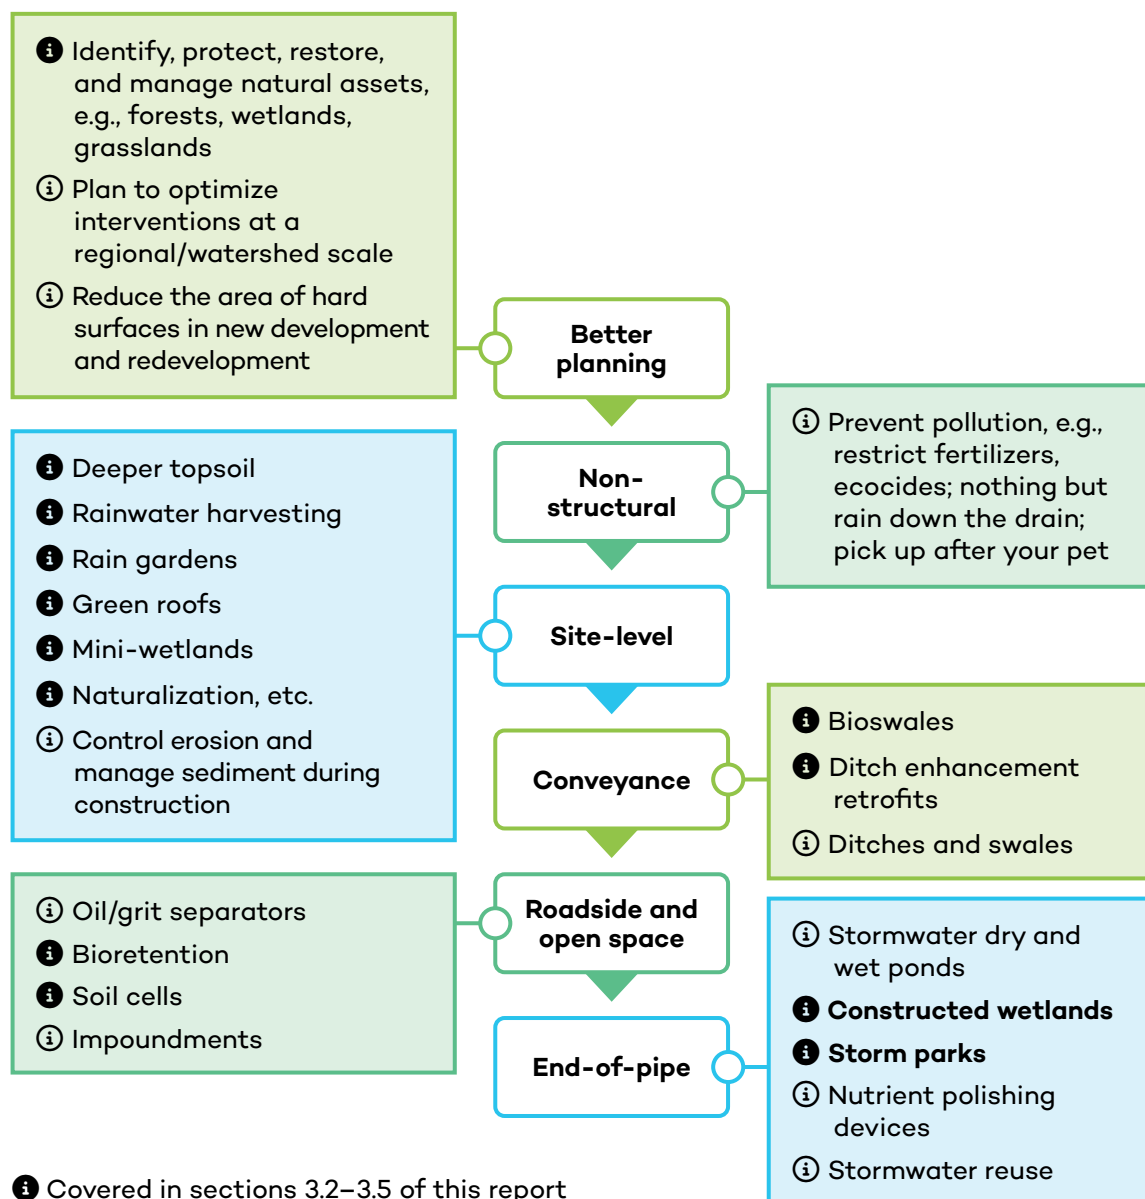 Identify, protect, restore,
and manage natural assets,
e.g., forests, wetlands,
grasslands
Plan to optimize
interventions at a
regional/watershed scale
Reduce the area of hard
surfaces in new development
and redevelopment
Better
planning
Prevent pollution, e.g.,
restrict fertilizers,
ecocides; nothing but
rain down the drain;
pick up after your pet
Non-
structural
Deeper topsoil
Rainwater harvesting
Rain gardens
Green roofs
Mini-wetlands
Naturalization, etc.
Control erosion and
manage sediment during
construction
Site-level
Bioswales
Ditch enhancement
retrofits
Ditches and swales
Conveyance
Oil/grit separators
Bioretention
Soil cells
Impoundments
Roadside and
open space
Stormwater dry and
wet ponds
Constructed wetlands
Storm parks
Nutrient polishing
devices
Stormwater reuse
End-of-pipe
Covered in sections 3.2–3.5 of this report